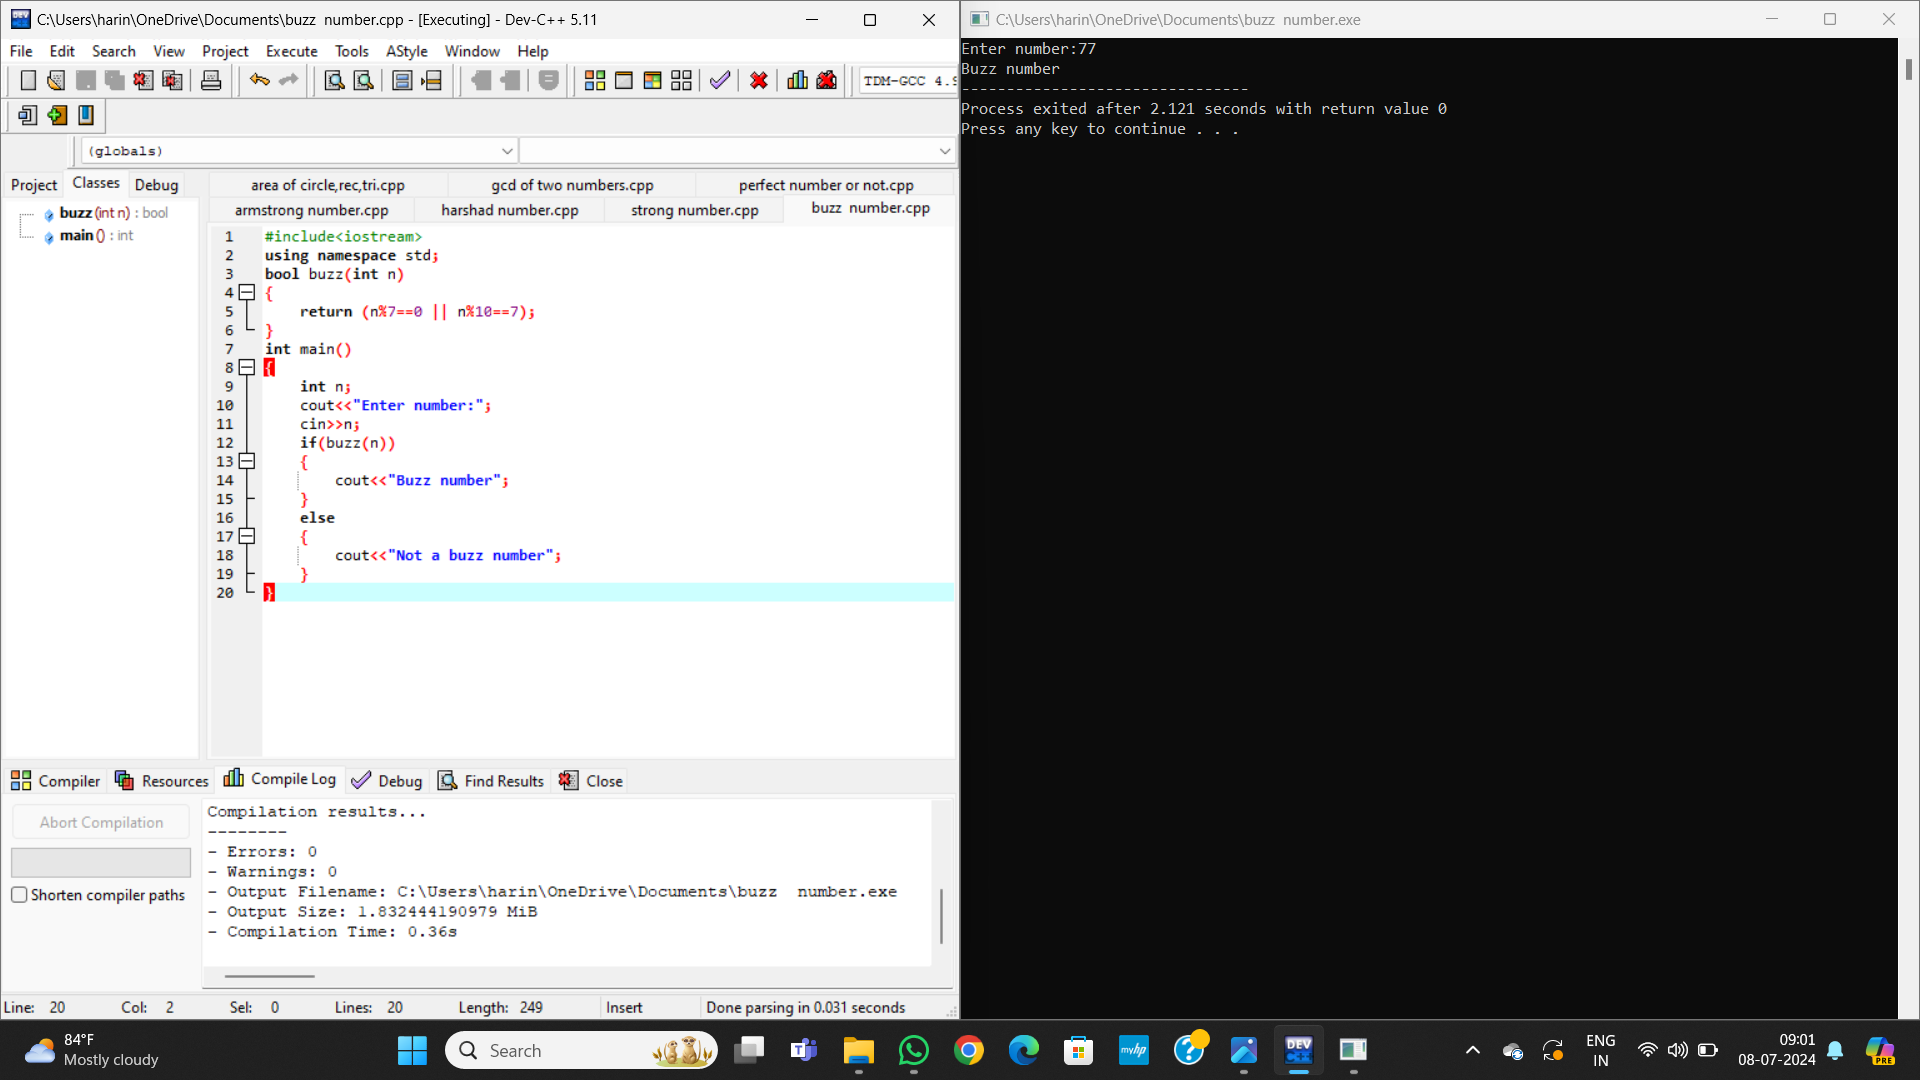 C:\Users\harin\OneDrive\Documents\buzz  number.cpp - [Executing] - Dev-C++ 5.11
File Edit Search View Project Execute Tools AStyle Window Help
TDM-GCC 4.9
(globals)
Project Classes Debug
buzz (int n) : bool
main () : int
area of circle,rec,tri.cpp gcd of two numbers.cpp perfect number or not.cpp
armstrong number.cpp harshad number.cpp strong number.cpp buzz  number.cpp
1 #include<iostream>
2 using namespace std;
3 bool buzz(int n)
4 {
5     return (n%7==0 || n%10==7);
6 }
7 int main()
8 {
9     int n;
10     cout<<"Enter number:";
11     cin>>n;
12     if(buzz(n))
13     {
14         cout<<"Buzz number";
15     }
16     else
17     {
18         cout<<"Not a buzz number";
19     }
20 }
Compiler Resources Compile Log Debug Find Results Close
Abort Compilation
Shorten compiler paths
Compilation results...
--------
- Errors: 0
- Warnings: 0
- Output Filename: C:\Users\harin\OneDrive\Documents\buzz  number.exe
- Output Size: 1.832444190979 MiB
- Compilation Time: 0.36s
Line: 20 Col: 2 Sel: 0 Lines: 20 Length: 249 Insert Done parsing in 0.031 seconds
C:\Users\harin\OneDrive\Documents\buzz  number.exe
Enter number:77
Buzz number
--------------------------------
Process exited after 2.121 seconds with return value 0
Press any key to continue . . .
84°F
Mostly cloudy
Search
myhp
DEV
C++
ENG
IN
09:01
08-07-2024
PRE